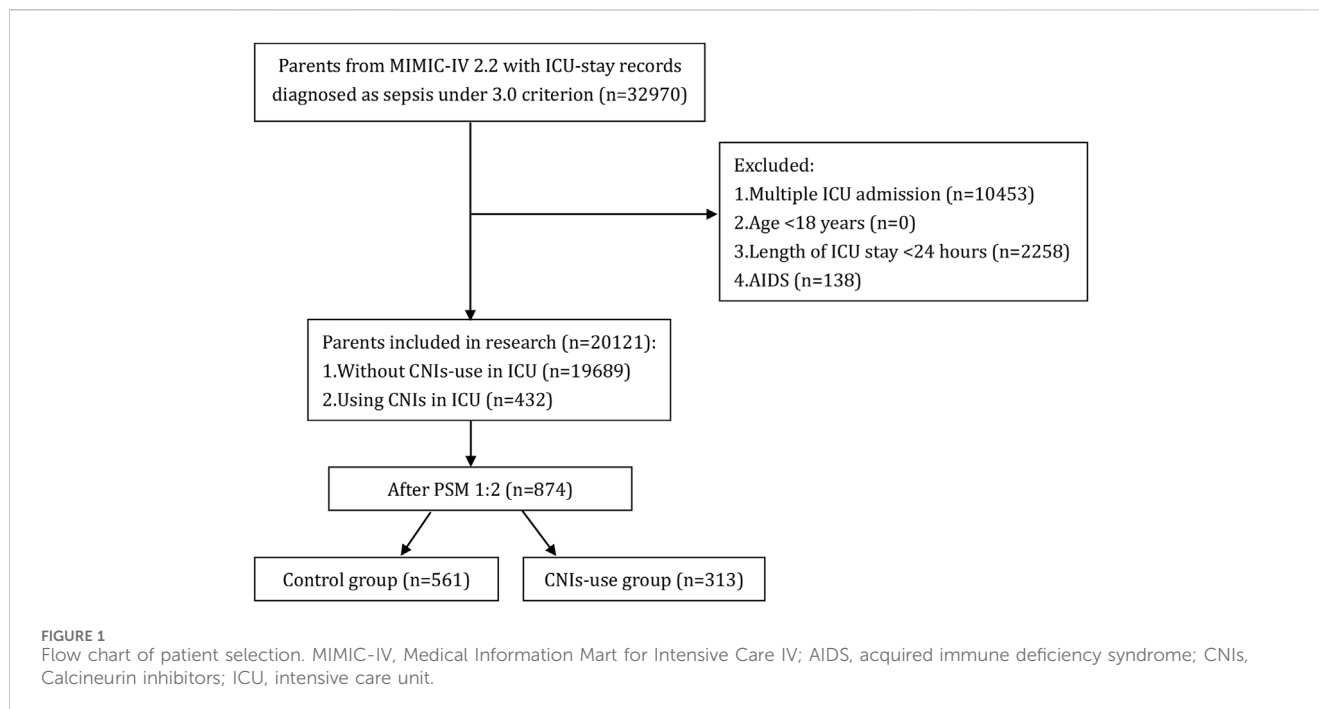 Parents from MIMIC-IV 2.2 with ICU-stay records
diagnosed as sepsis under 3.0 criterion (n=32970)
Excluded:
1.Multiple ICU admission (n=10453)
2.Age <18 years (n=0)
3.Length of ICU stay <24 hours (n=2258)
4.AIDS (n=138)
Parents included in research (n=20121):
1.Without CNIs-use in ICU (n=19689)
2.Using CNIs in ICU (n=432)
After PSM 1:2 (n=874)
Control group (n=561)
CNIs-use group (n=313)
FIGURE 1
Flow chart of patient selection. MIMIC-IV, Medical Information Mart for Intensive Care IV; AIDS, acquired immune deficiency syndrome; CNIs,
Calcineurin inhibitors; ICU, intensive care unit.